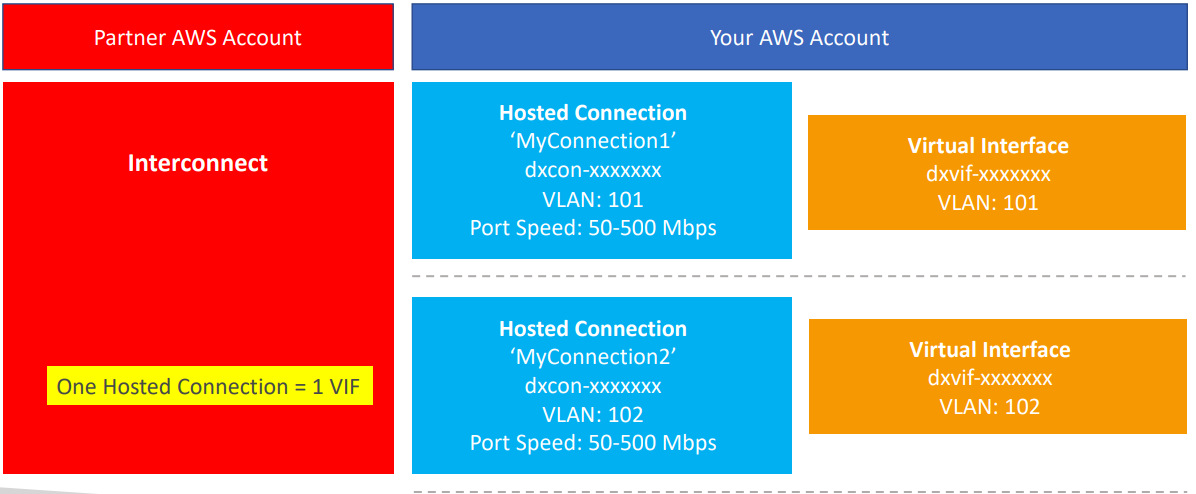 Partner AWS Account
Your AWS Account
Interconnect
One Hosted Connection = 1 VIF
Hosted Connection
‘MyConnection1’
dxcon-xxxxxxx
VLAN: 101
Port Speed: 50-500 Mbps
Virtual Interface
dxvif-xxxxxxx
VLAN: 101
Hosted Connection
‘MyConnection2’
dxcon-xxxxxxx
VLAN: 102
Port Speed: 50-500 Mbps
Virtual Interface
dxvif-xxxxxxx
VLAN: 102